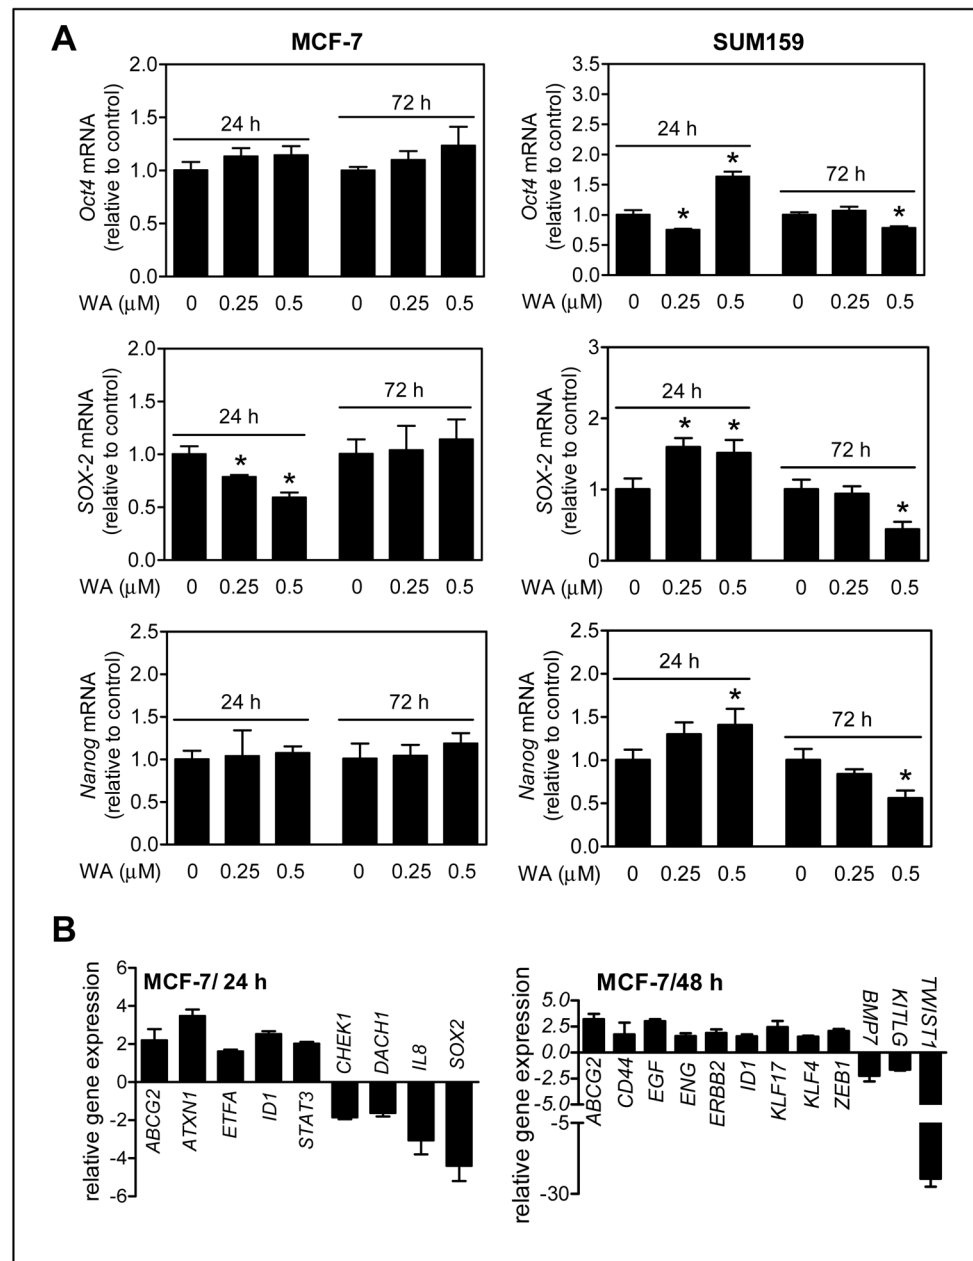 A
MCF-7
SUM159
Oct4 mRNA
(relative to control)
2.0
1.5
1.0
0.5
0.0
24 h
72 h
WA (μM) 0 0.25 0.5 0 0.25 0.5
Oct4 mRNA
(relative to control)
3.5
3.0
2.5
2.0
1.5
1.0
0.5
0.0
24 h
72 h
* * *
WA (μM) 0 0.25 0.5 0 0.25 0.5
SOX-2 mRNA
(relative to control)
2.0
1.5
1.0
0.5
0.0
24 h
72 h
* *
WA (μM) 0 0.25 0.5 0 0.25 0.5
SOX-2 mRNA
(relative to control)
3
2
1
0
24 h
72 h
* * *
WA (μM) 0 0.25 0.5 0 0.25 0.5
Nanog mRNA
(relative to control)
2.5
2.0
1.5
1.0
0.5
0.0
24 h
72 h
WA (μM) 0 0.25 0.5 0 0.25 0.5
Nanog mRNA
(relative to control)
2.5
2.0
1.5
1.0
0.5
0.0
24 h
72 h
* *
WA (μM) 0 0.25 0.5 0 0.25 0.5
B
MCF-7/ 24 h
relative gene expression
6
4
2
0
-2
-4
-6
ABCG2
ATXN1
ETFA
ID1
STAT3
CHEK1
DACH1
IL8
SOX2
MCF-7/48 h
relative gene expression
5.0
2.5
0.0
-2.5
-5.0
-5
-30
ABCG2
CD44
EGF
ENG
ERBB2
ID1
KLF17
KLF4
ZEB1
BMP7
KITLG
TWIST1